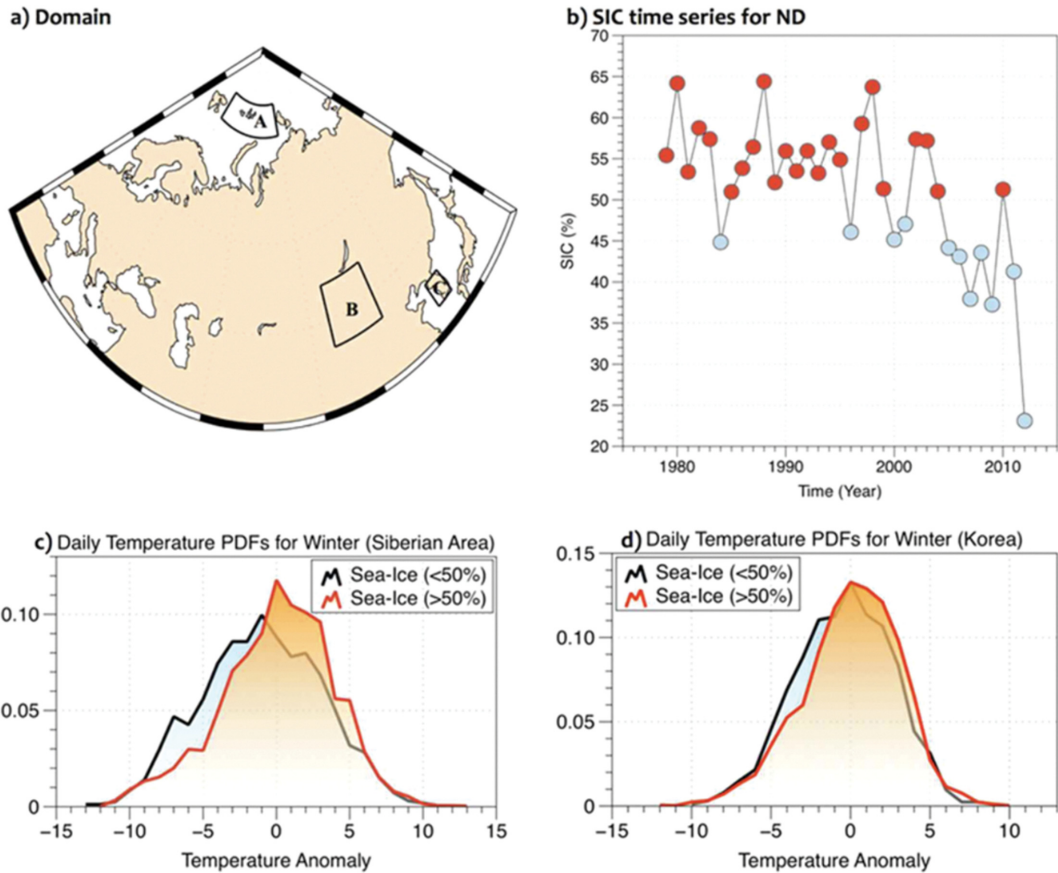 a) Domain
A
B
C
b) SIC time series for ND
70
65
60
55
50
45
40
35
30
25
20
SIC (%)
1980 1990 2000 2010
Time (Year)
c) Daily Temperature PDFs for Winter (Siberian Area)
Sea-Ice (<50%)
Sea-Ice (>50%)
0.10
0.05
0
−15 −10 −5 0 5 10 15
Temperature Anomaly
d) Daily Temperature PDFs for Winter (Korea)
0.15
Sea-Ice (<50%)
Sea-Ice (>50%)
0.10
0.05
0
−15 −10 −5 0 5 10
Temperature Anomaly